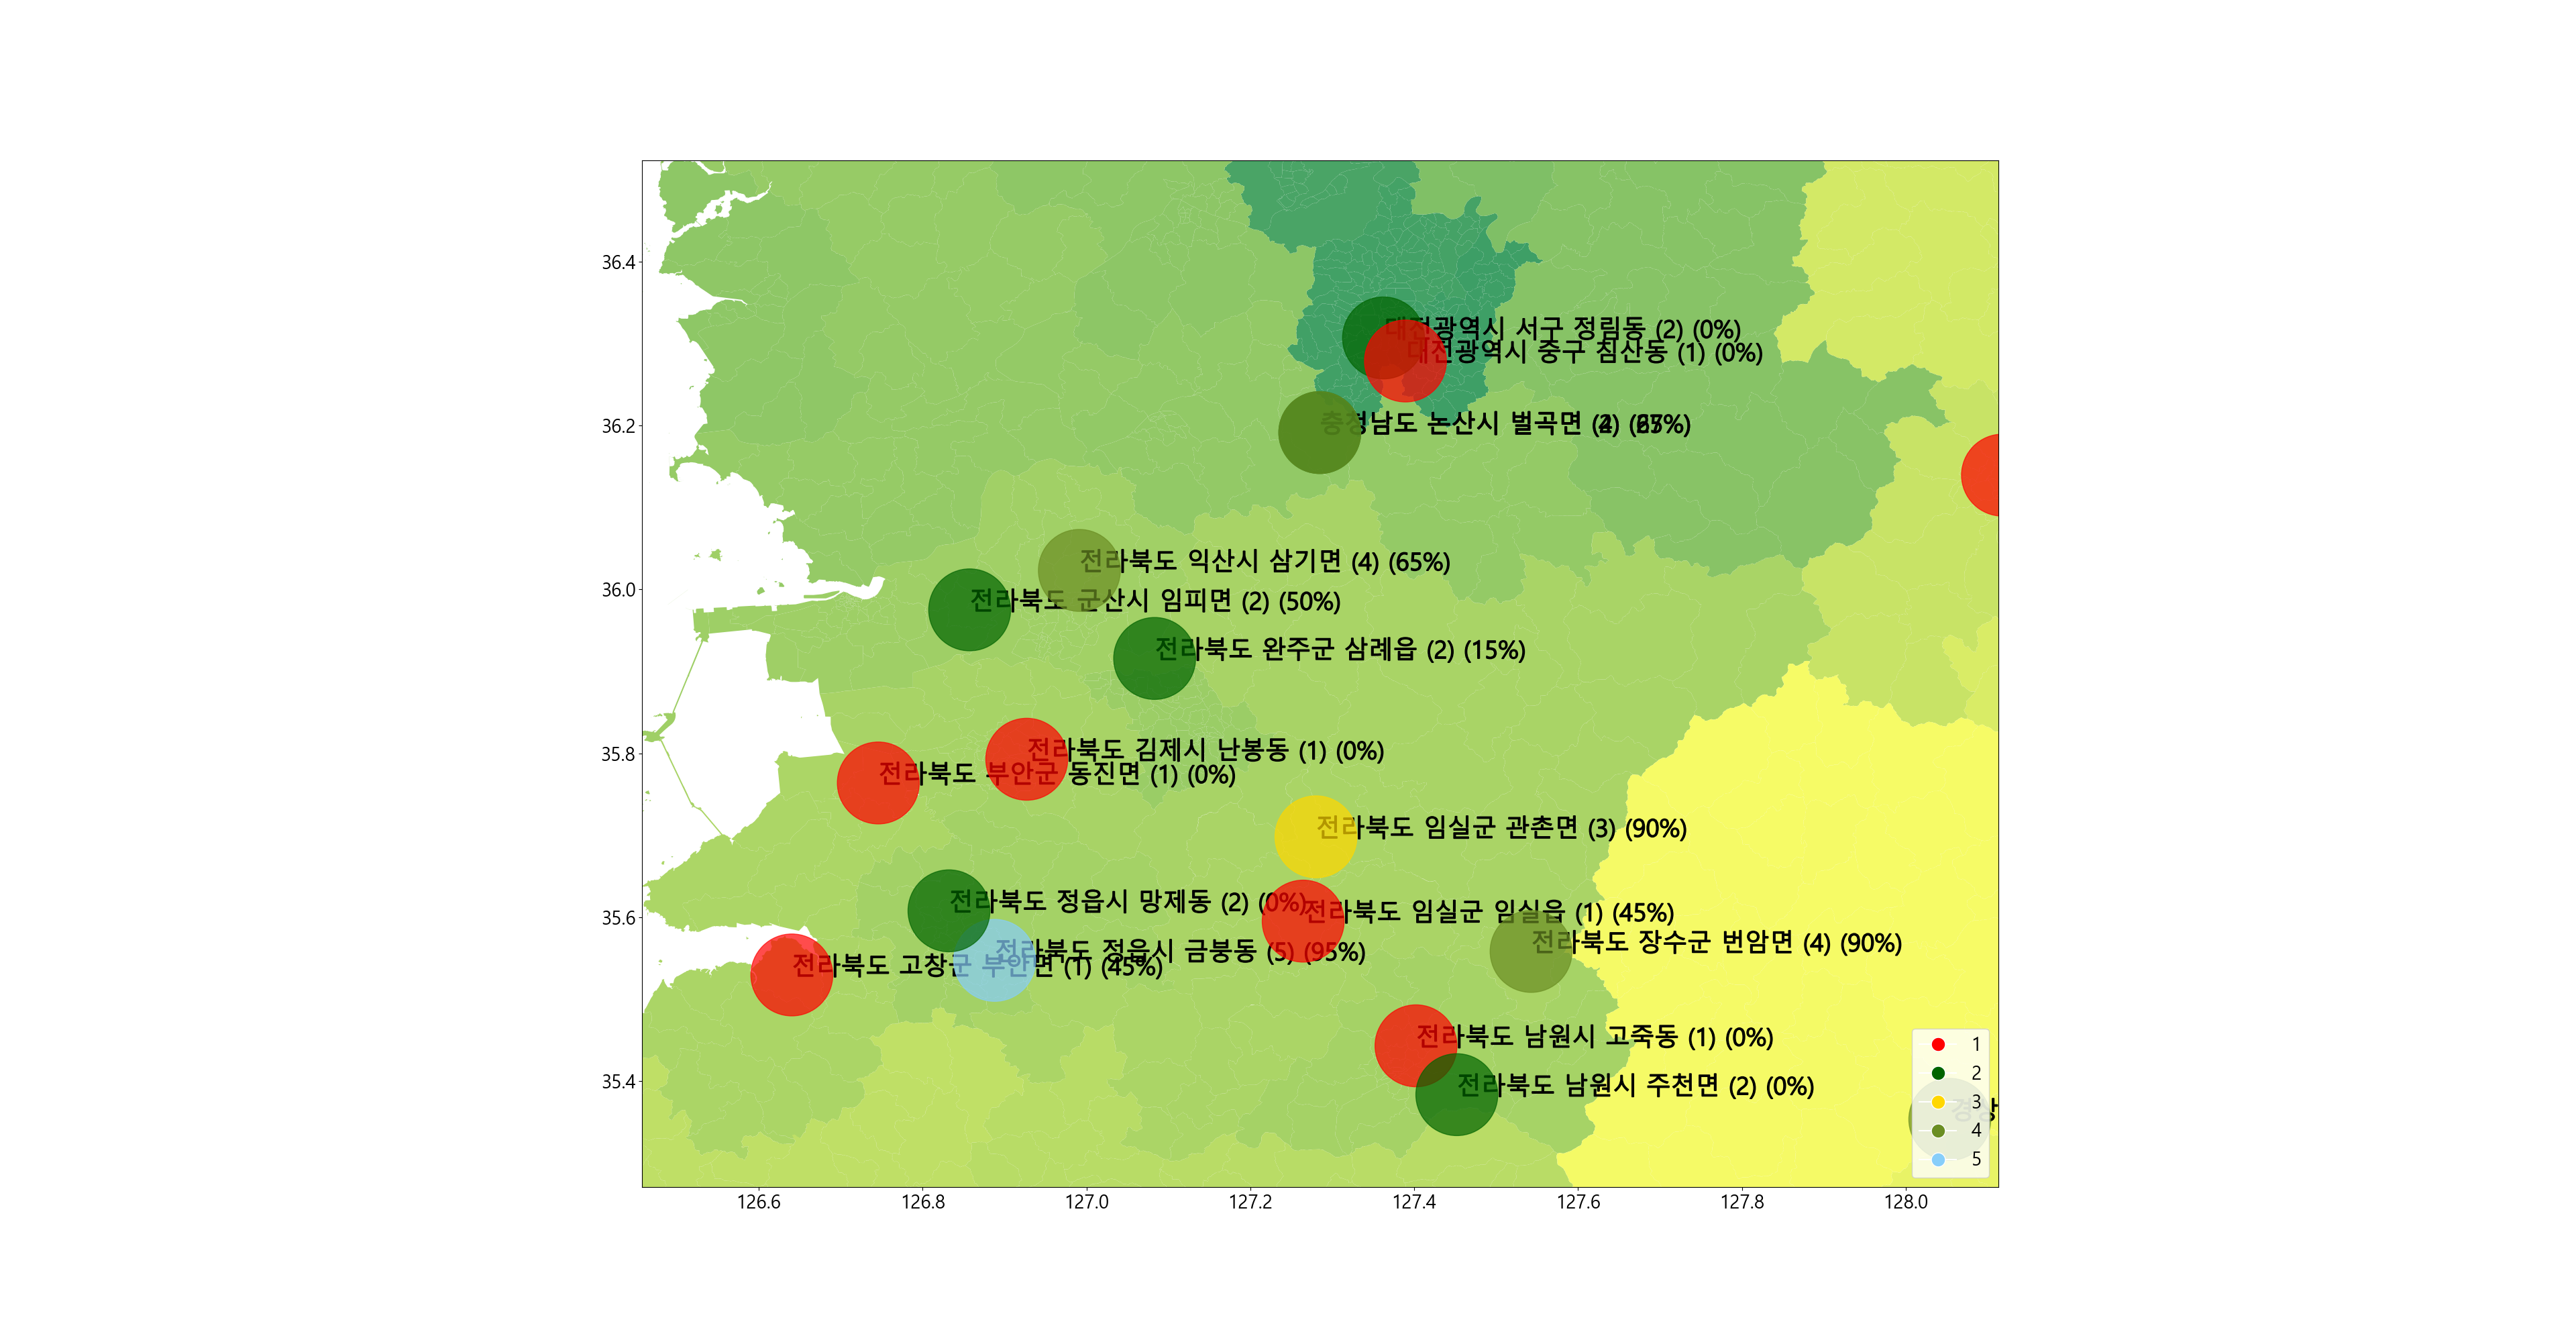 36.4
36.2
36.0
35.8
35.6
35.4
대전광역시 서구 정림동 (2) (0%)
대전광역시 중구 침산동 (1) (0%)
충청남도 논산시 벌곡면
전라북도 익산시 삼기면 (4) (65%)
전라북도 군산시 임피면 (2) (50%)
전라북도 완주군 삼례읍 (2) (15%)
전라북도 김제시 난봉동 (1) (0%)
전라북도 부안군 동진면 (1) (0%)
전라북도 임실군 관촌면 (3) (90%)
전라북도 정읍시 망제동 (2) (0%)
전라북도 임실군 임실읍 (1) (45%)
전라북도 장수군 번암면 (4) (90%)
전라북도 정읍시 금붕동 (5) (95%)
전라북도 고창군 부안면 (1) (45%)
전라북도 남원시 고죽동 (1) (0%)
전라북도 남원시 주천면 (2) (0%)
1
2
3
4
5
126.6 126.8 127.0 127.2 127.4 127.6 127.8 128.0